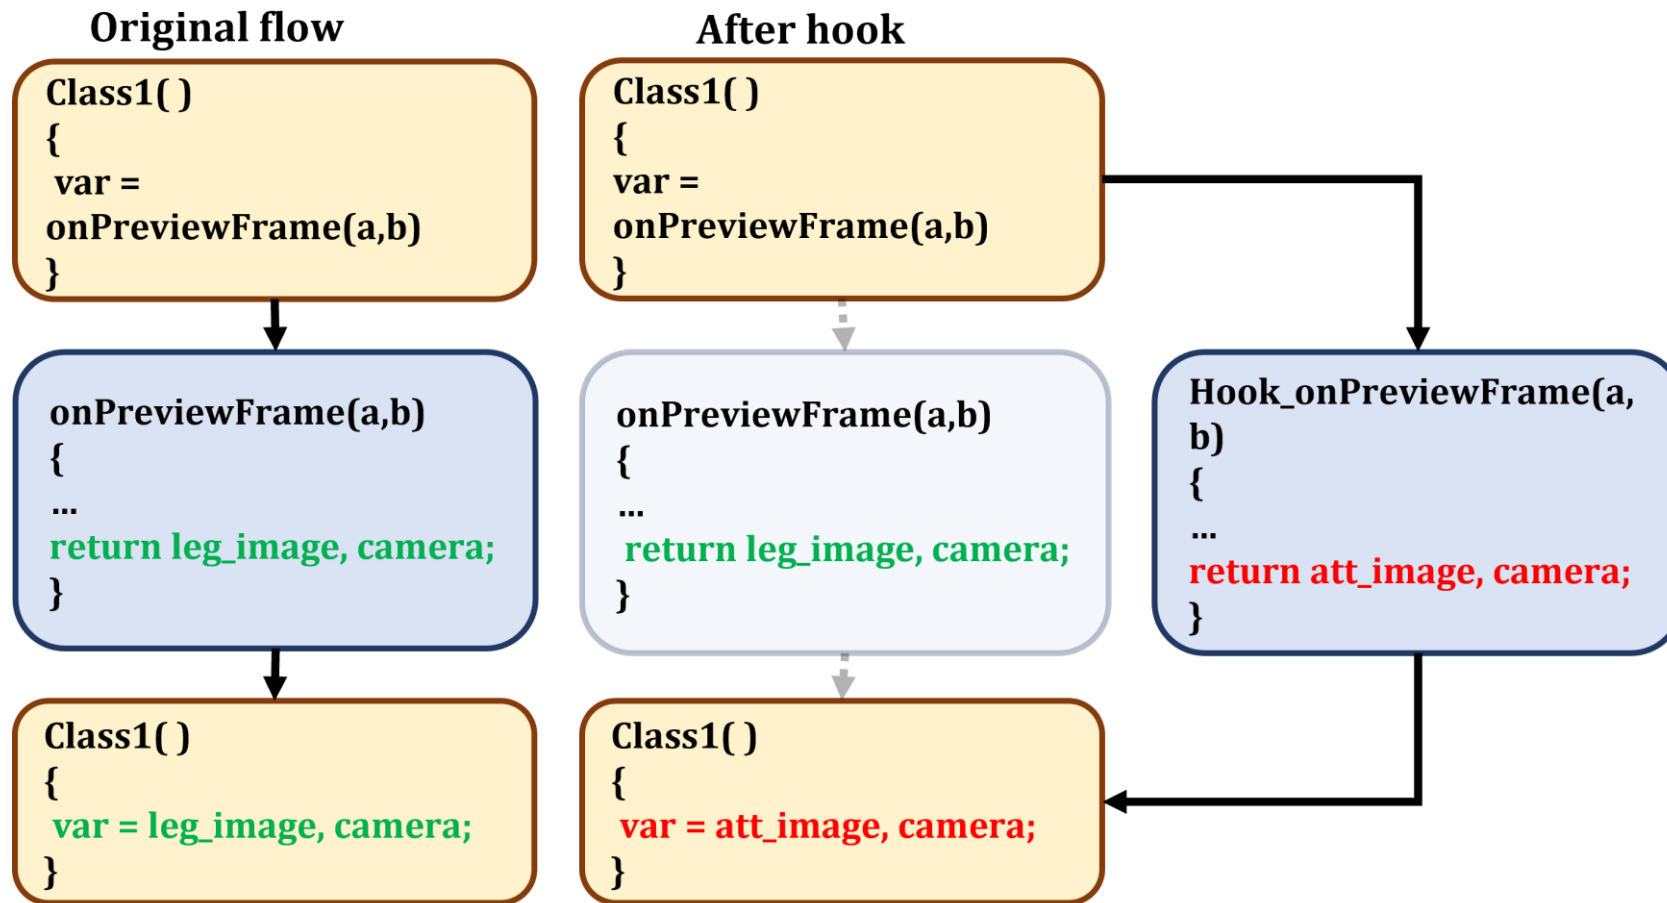 Original flow
Class1( )
{
var =
onPreviewFrame(a,b)
}
onPreviewFrame(a,b)
{
...
return leg_image, camera;
}
Class1( )
{
var = leg_image, camera;
}
After hook
Class1( )
{
var =
onPreviewFrame(a,b)
}
onPreviewFrame(a,b)
{
...
return leg_image, camera;
}
Class1( )
{
var = att_image, camera;
}
Hook_onPreviewFrame(a,
b)
{
...
return att_image, camera;
}